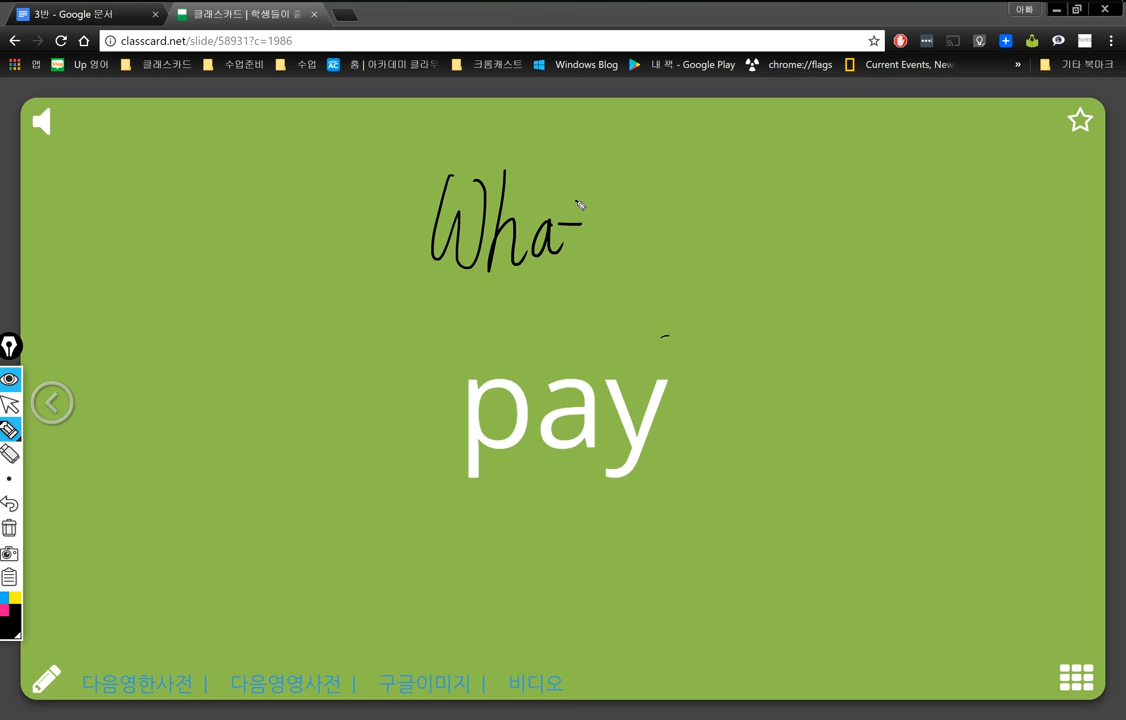 3반 - Google 문서
클래스카드 | 학생들이 좋
아빠
classcard.net/slide/58931?c=1986
앱
Up 영어
클래스카드
수업준비
수업
홈 | 아카데미 클라우
크롬캐스트
Windows Blog
내 책 - Google Play
chrome://flags
Current Events, New
»
기타 북마크
Wha-
pay
다음영한사전 | 다음영영사전 | 구글이미지 | 비디오